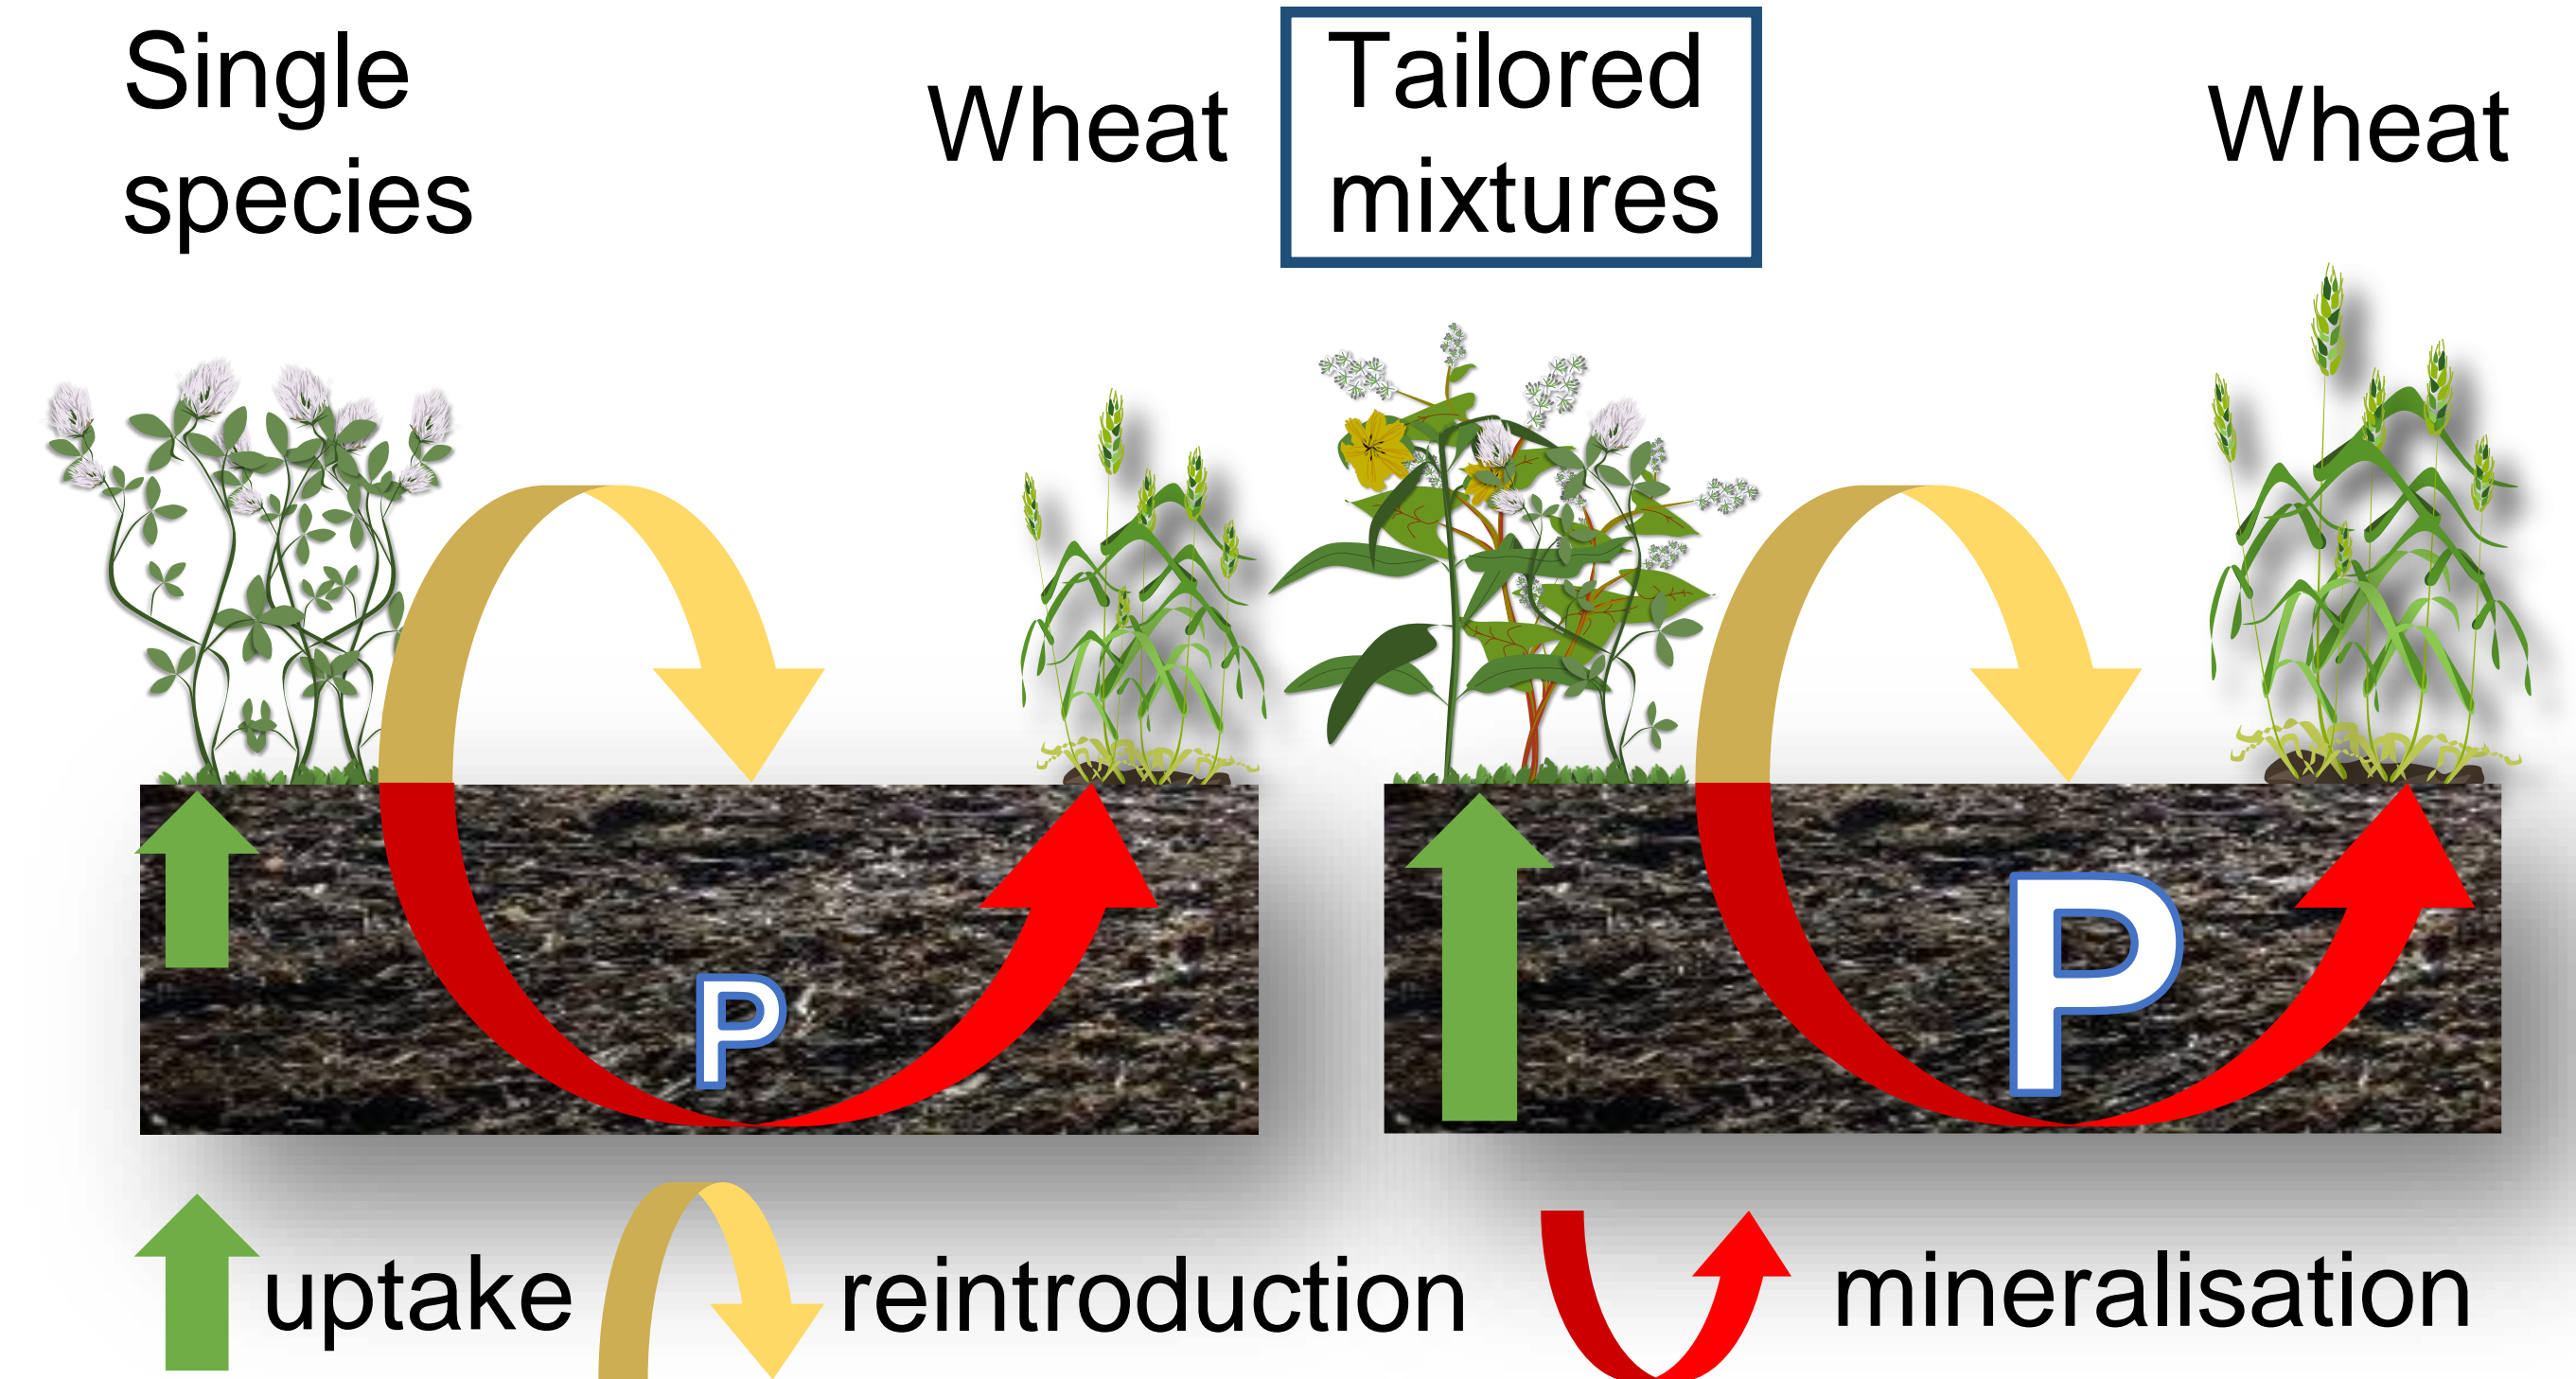 Single
species
Wheat
Tailored
mixtures
Wheat
P
P
uptake
reintroduction
mineralisation